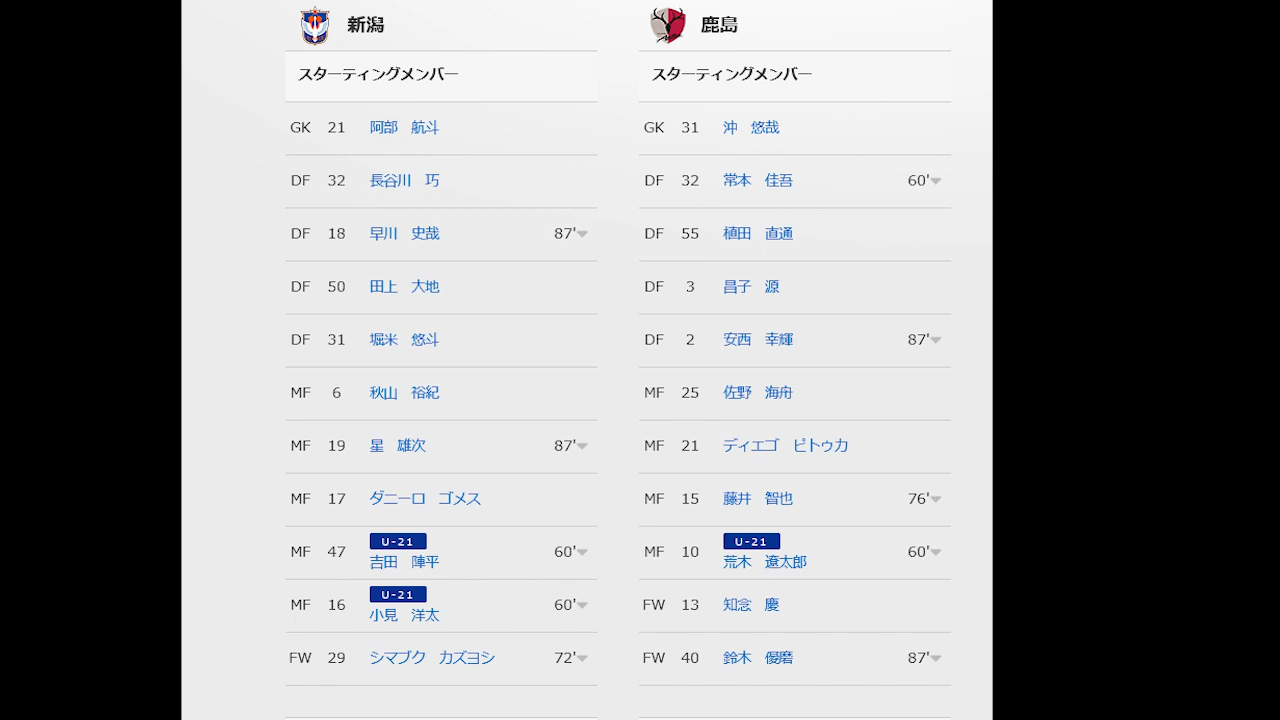 新潟
スターティングメンバー
GK 21 阿部 航斗
DF 32 長谷川 巧
DF 18 早川 史哉 87'
DF 50 田上 大地
DF 31 堀米 悠斗
MF 6 秋山 裕紀
MF 19 星 雄次 87'
MF 17 ダニーロ ゴメス
U-21
MF 47 吉田 陣平 60'
U-21
MF 16 小見 洋太 60'
FW 29 シマブク カズヨシ 72'
鹿島
スターティングメンバー
GK 31 沖 悠哉
DF 32 常本 佳吾 60'
DF 55 植田 直通
DF 3 昌子 源
DF 2 安西 幸輝 87'
MF 25 佐野 海舟
MF 21 ディエゴ ピトゥカ
MF 15 藤井 智也 76'
U-21
MF 10 荒木 遼太郎 60'
FW 13 知念 慶
FW 40 鈴木 優磨 87'